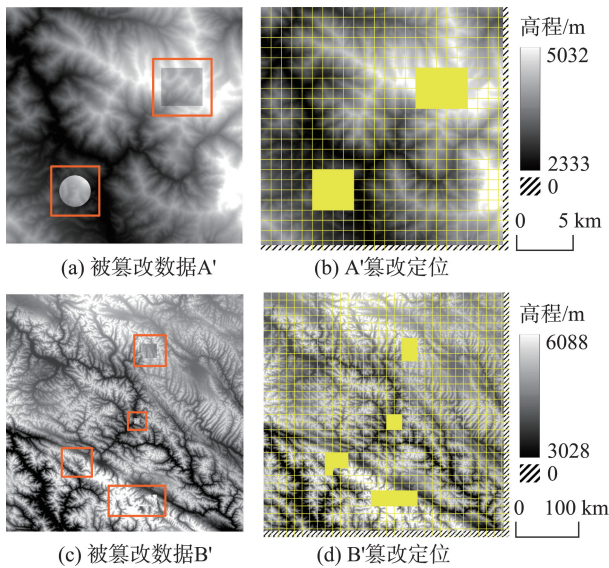 高程/m
5032
2333
0
0 5 km
(a) 被篡改数据A'
(b) A'篡改定位
高程/m
6088
3028
0
0 100 km
(c) 被篡改数据B'
(d) B'篡改定位